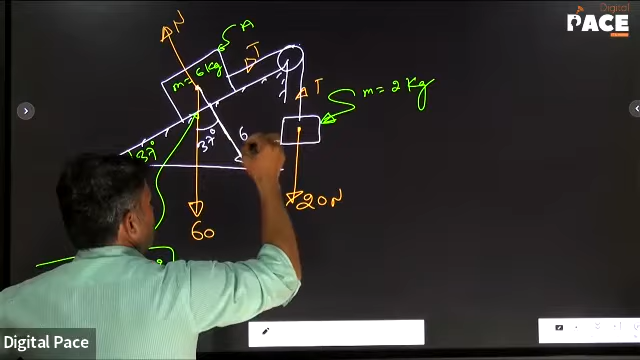 Digital
PACE
N
A
T
m = 6 kg
T
m = 2 kg
37°
37°
6
20N
60
Digital Pace